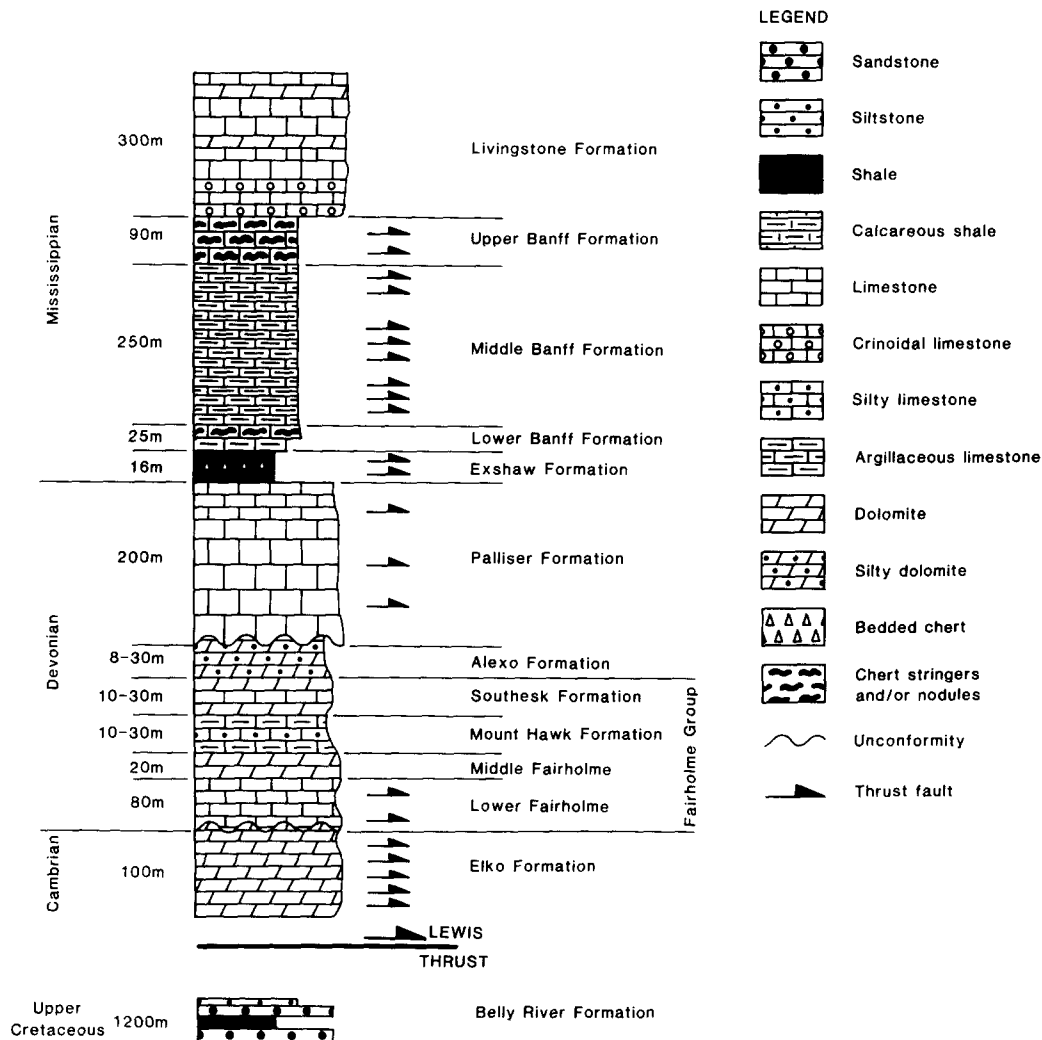 LEGEND
Sandstone
Siltstone
Shale
Calcareous shale
Limestone
Crinoidal limestone
Silty limestone
Argillaceous limestone
Dolomite
Silty dolomite
Bedded chert
Chert stringers
and/or nodules
Unconformity
Thrust fault
Mississippian
300m
Livingstone Formation
90m
Upper Banff Formation
250m
Middle Banff Formation
25m
Lower Banff Formation
16m
Exshaw Formation
Devonian
200m
Palliser Formation
8-30m
Alexo Formation
10-30m
Southesk Formation
10-30m
Mount Hawk Formation
20m
Middle Fairholme
80m
Lower Fairholme
Fairholme Group
Cambrian
100m
Elko Formation
LEWIS
THRUST
Upper
Cretaceous
1200m
Belly River Formation